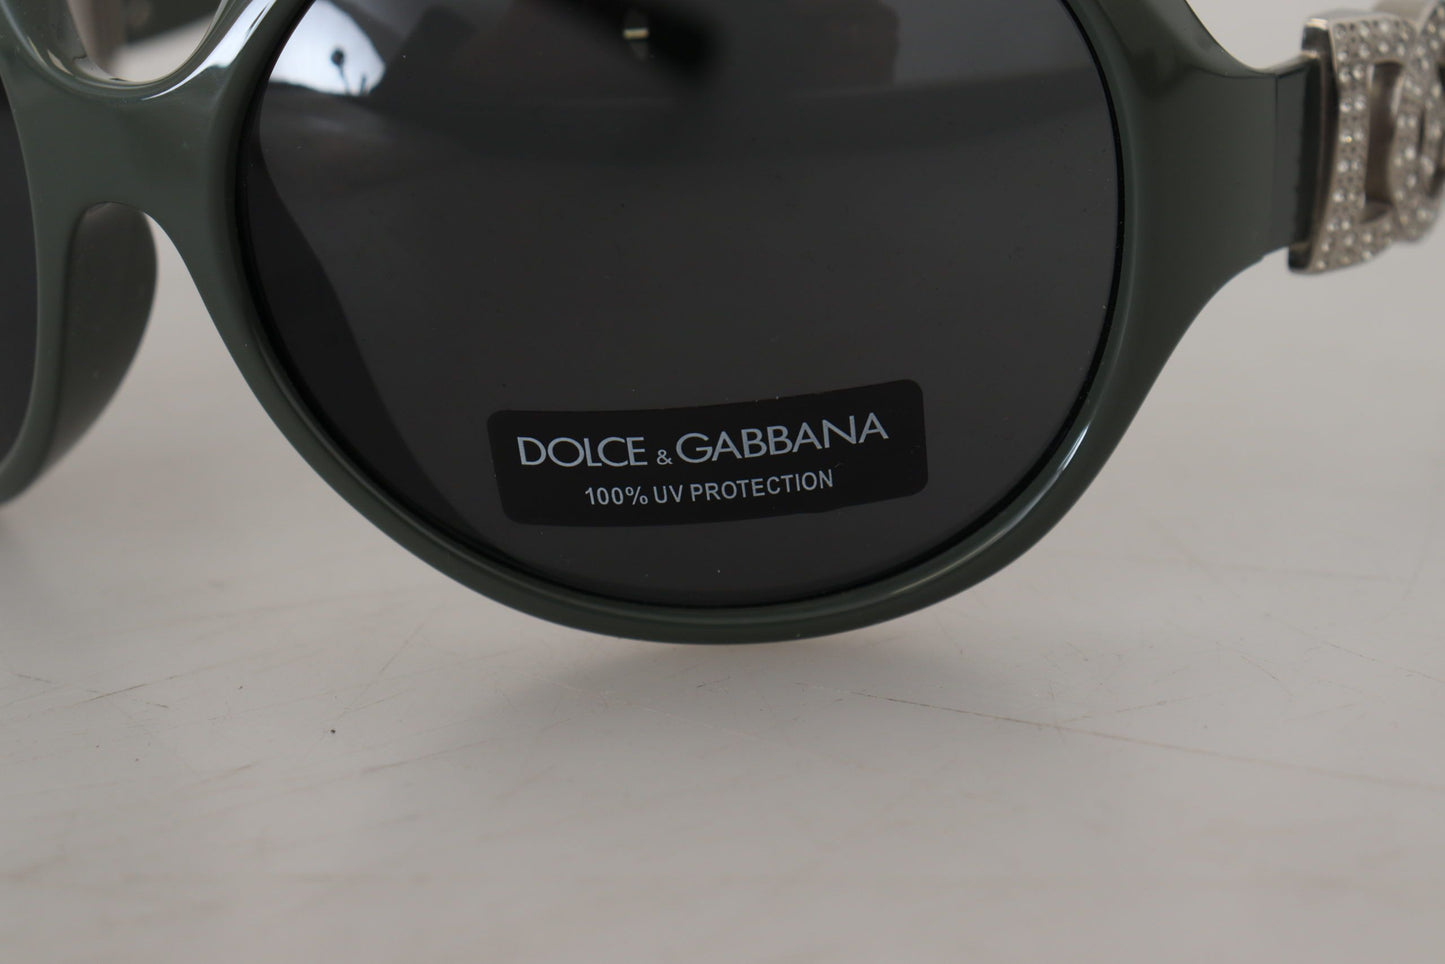 DOLCE & GABBANA
100% UV PROTECTION